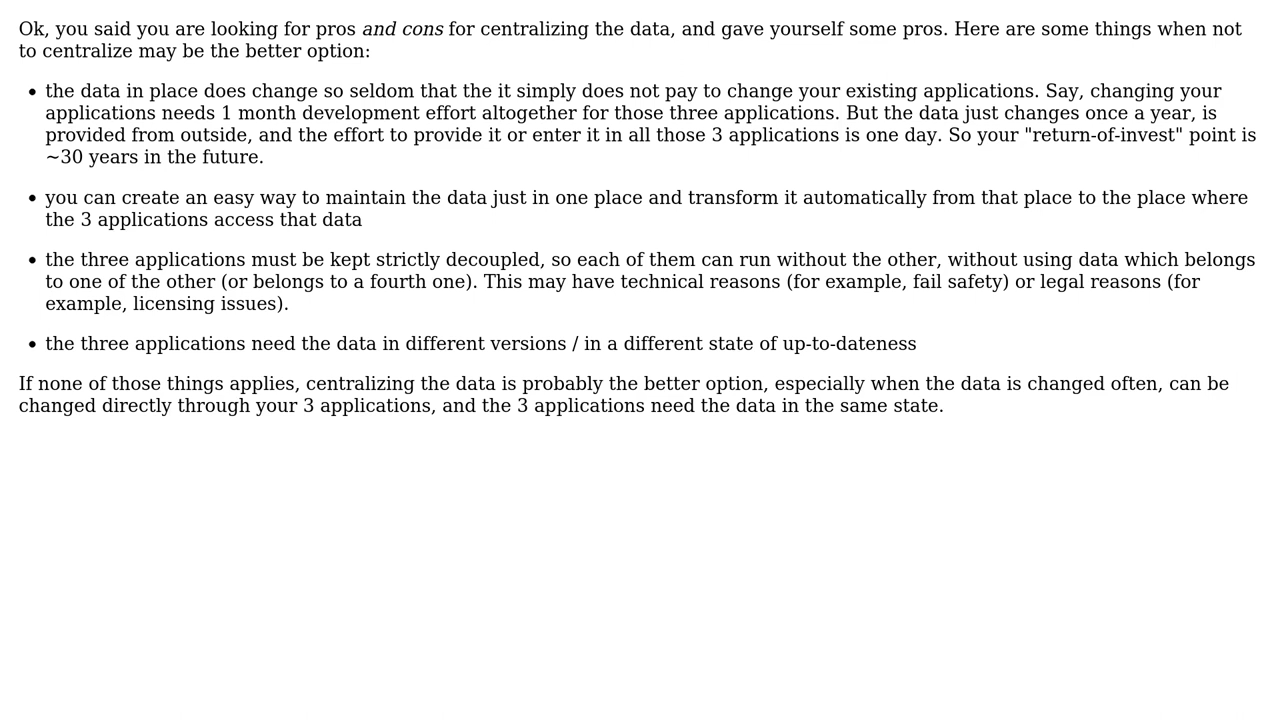 Ok, you said you are looking for pros and cons for centralizing the data, and gave yourself some pros. Here are some things when not
to centralize may be the better option:
• the data in place does change so seldom that the it simply does not pay to change your existing applications. Say, changing your
applications needs 1 month development effort altogether for those three applications. But the data just changes once a year, is
provided from outside, and the effort to provide it or enter it in all those 3 applications is one day. So your "return-of-invest" point is
~30 years in the future.
• you can create an easy way to maintain the data just in one place and transform it automatically from that place to the place where
the 3 applications access that data
• the three applications must be kept strictly decoupled, so each of them can run without the other, without using data which belongs
to one of the other (or belongs to a fourth one). This may have technical reasons (for example, fail safety) or legal reasons (for
example, licensing issues).
• the three applications need the data in different versions / in a different state of up-to-dateness
If none of those things applies, centralizing the data is probably the better option, especially when the data is changed often, can be
changed directly through your 3 applications, and the 3 applications need the data in the same state.